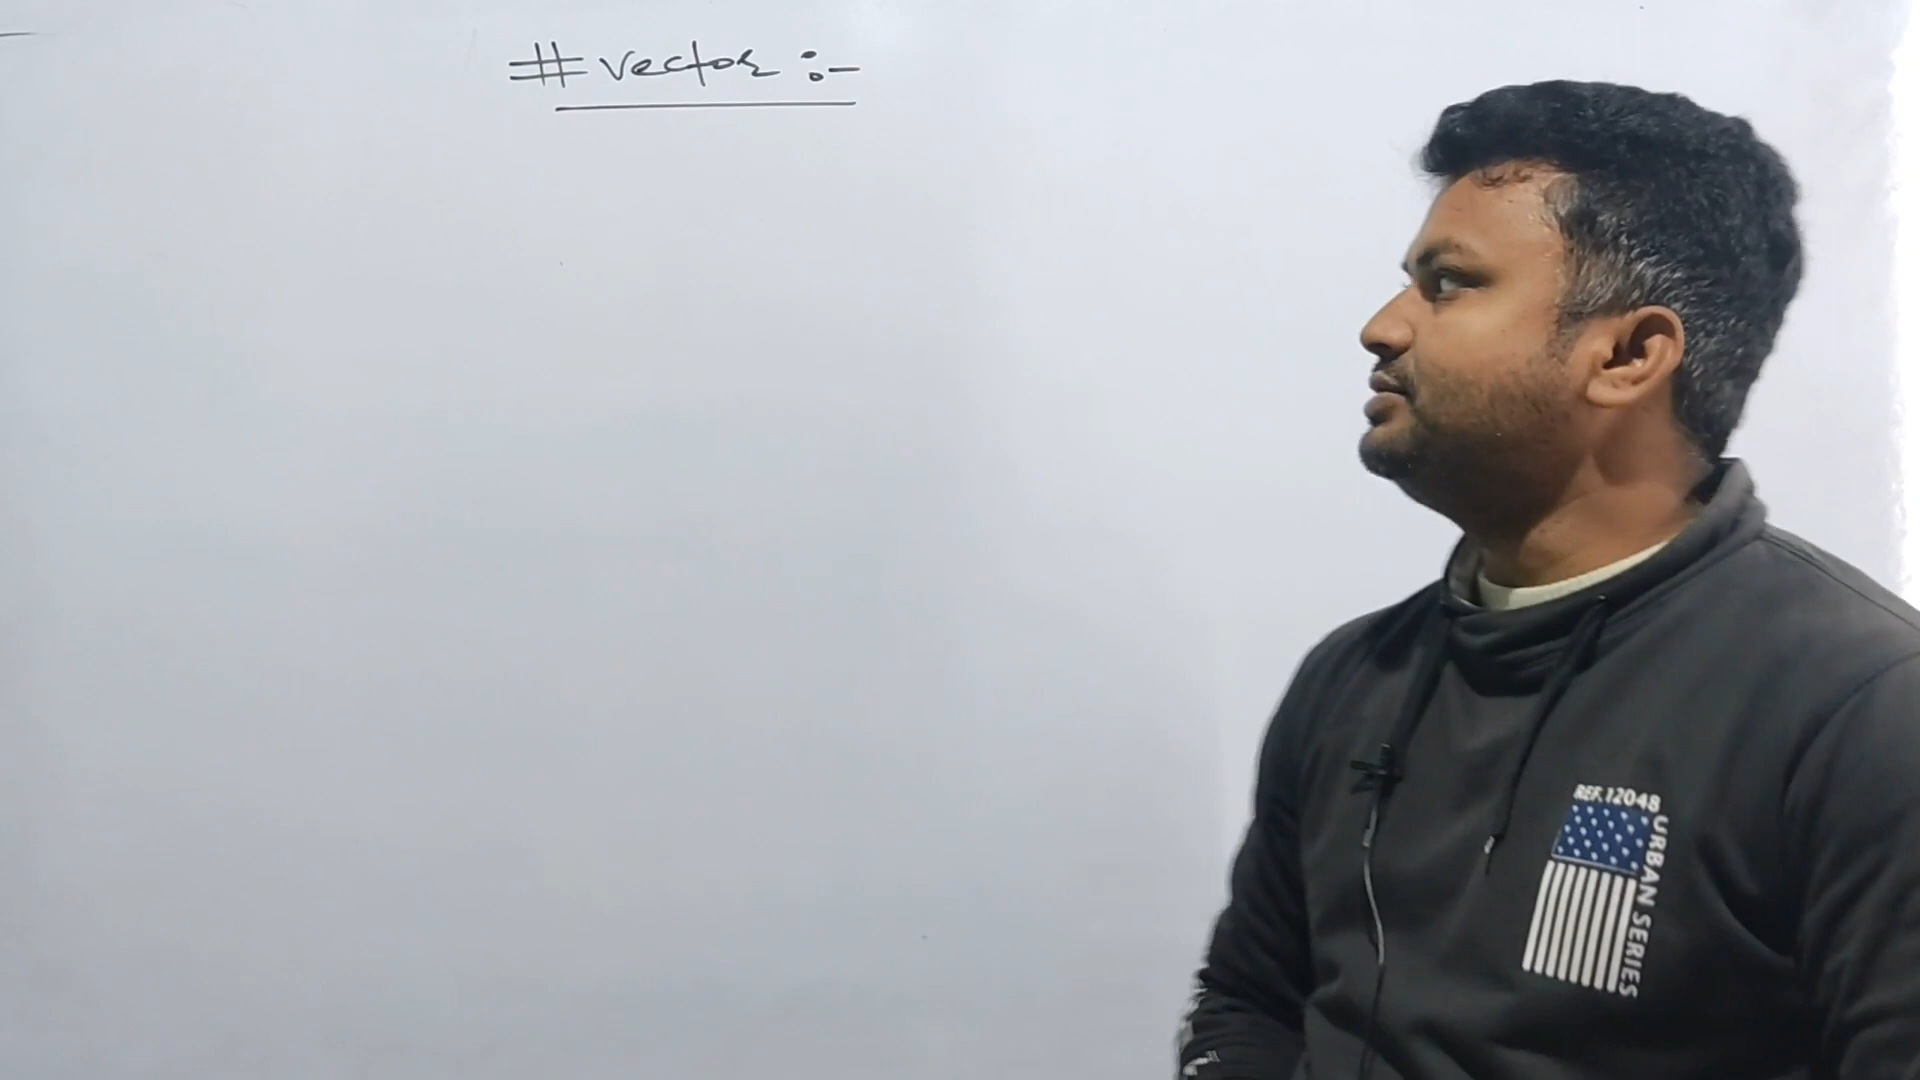 # vector :-
REF. 12048
URBAN SERIES